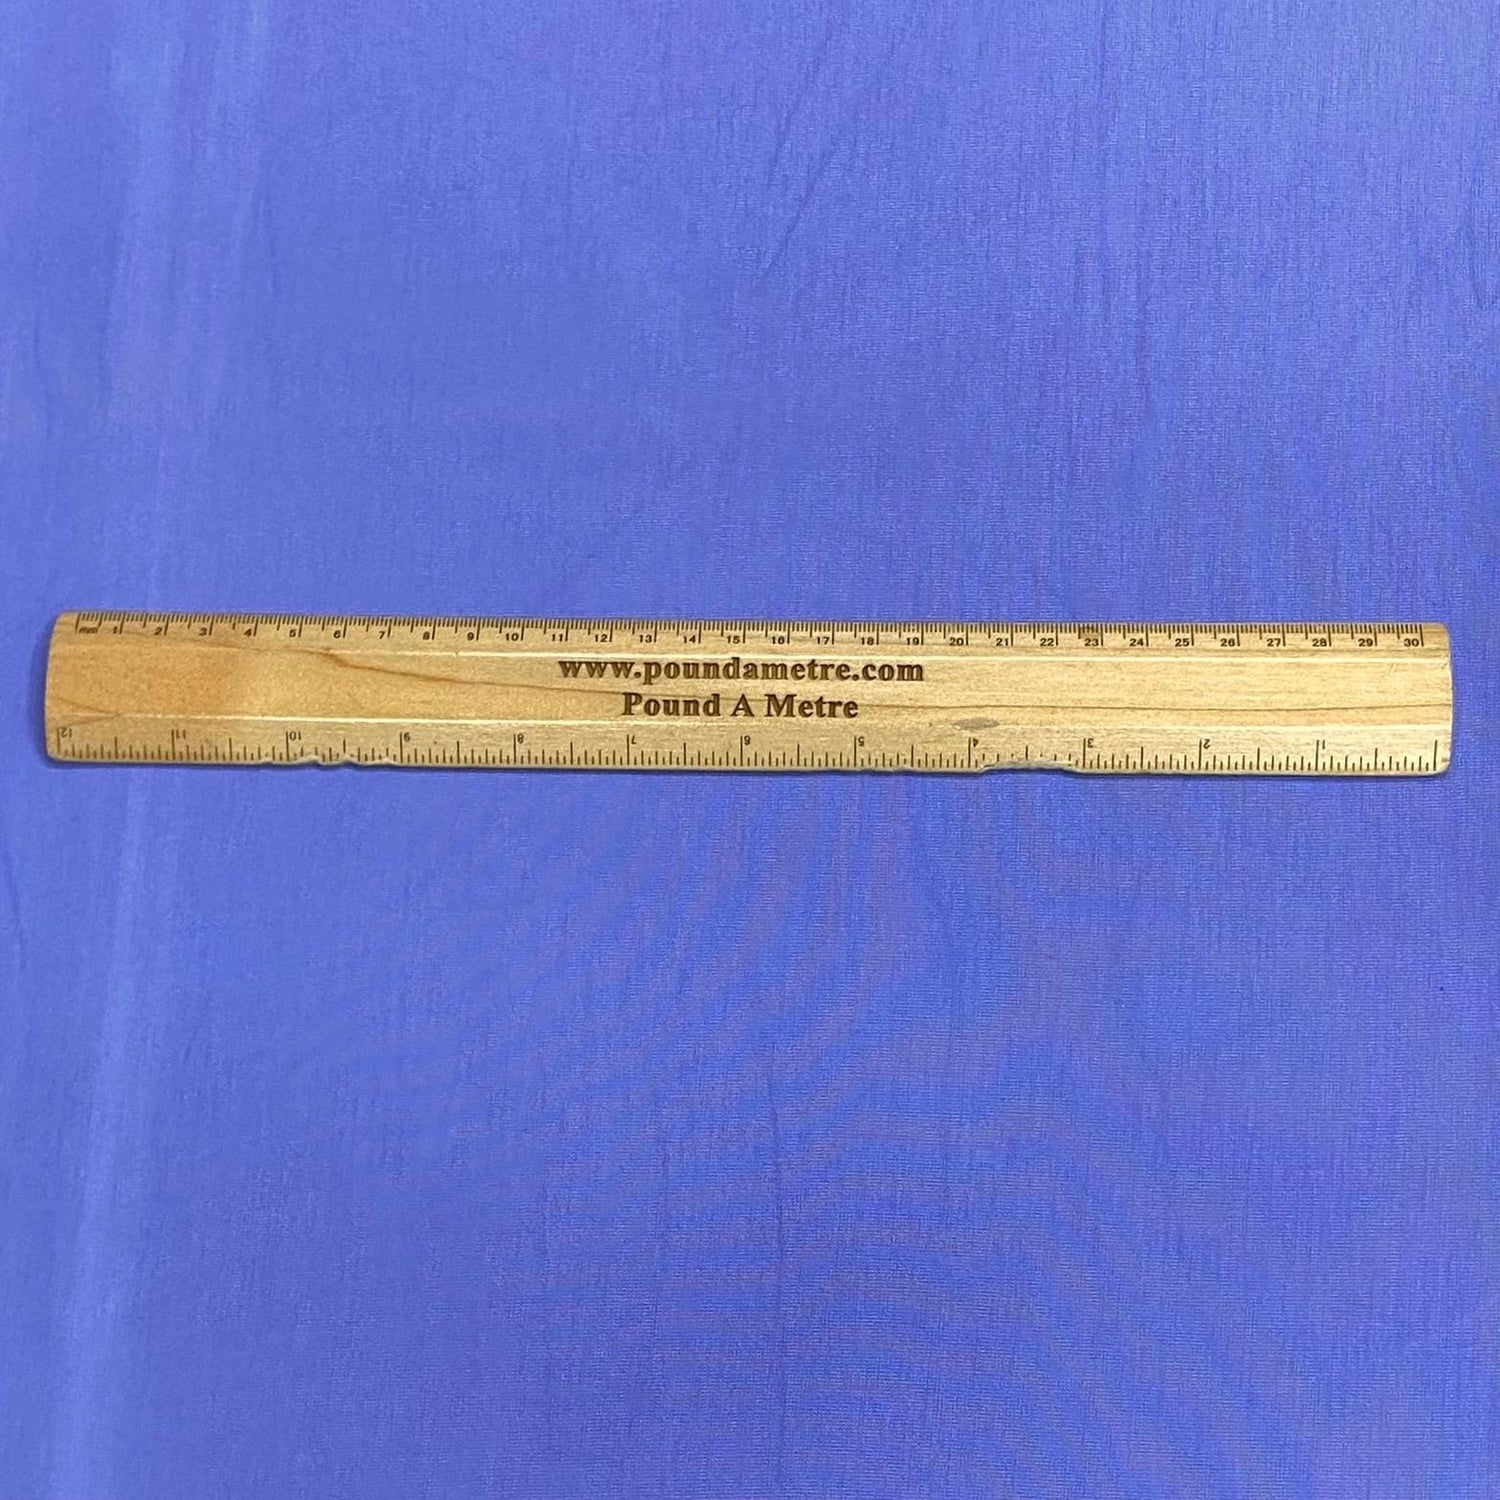 mm 1 2 3 4 5 6 7 8 9 10 11 12 13 14 15 16 17 18 19 20 21 22 23 24 25 26 27 28 29 30
www.poundametre.com
Pound A Metre
12 11 10 9 8 7 6 5 4 3 2 1